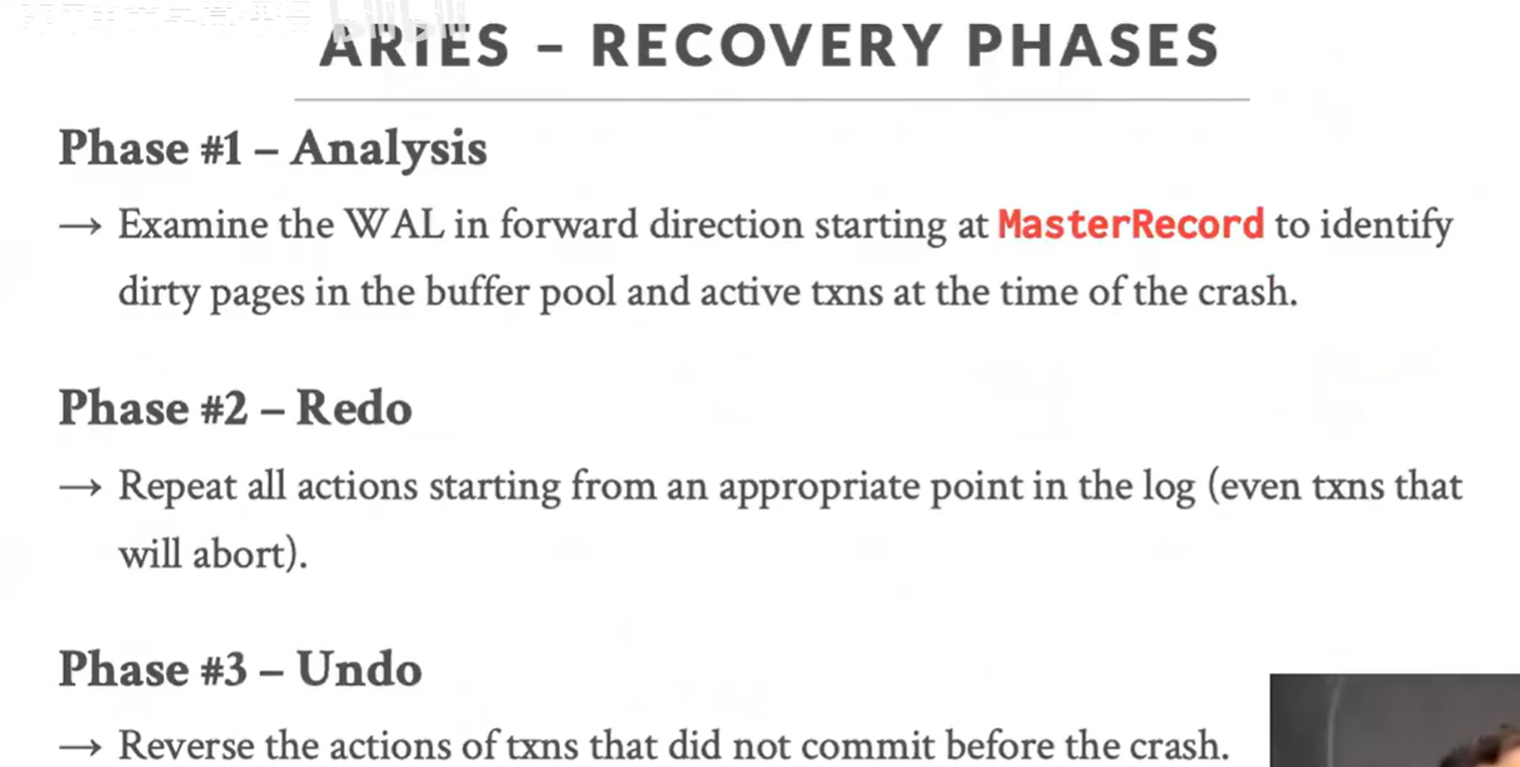 ARIES – RECOVERY PHASES
Phase #1 – Analysis
→ Examine the WAL in forward direction starting at MasterRecord to identify
dirty pages in the buffer pool and active txns at the time of the crash.
Phase #2 – Redo
→ Repeat all actions starting from an appropriate point in the log (even txns that
will abort).
Phase #3 – Undo
→ Reverse the actions of txns that did not commit before the crash.